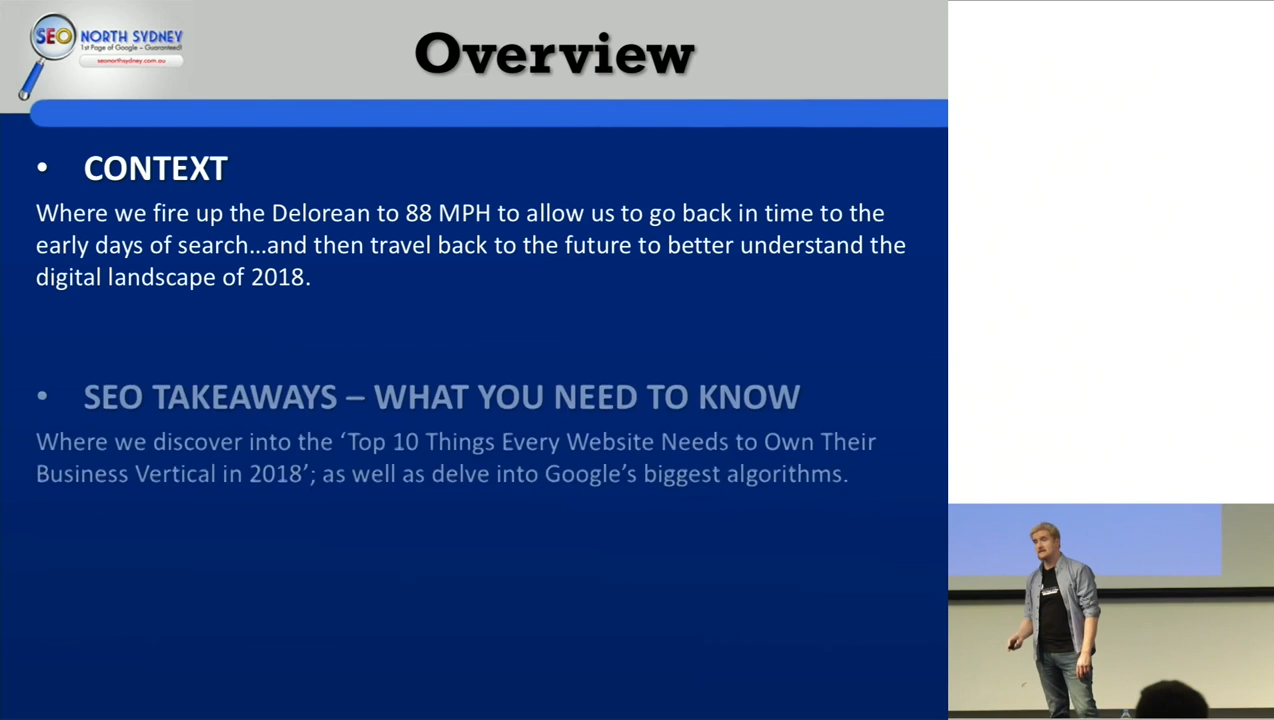 SEO NORTH SYDNEY
1st Page of Google – Guaranteed!
seonorthsydney.com.au
Overview
• CONTEXT
Where we fire up the Delorean to 88 MPH to allow us to go back in time to the
early days of search...and then travel back to the future to better understand the
digital landscape of 2018.
• SEO TAKEAWAYS – WHAT YOU NEED TO KNOW
Where we discover into the ‘Top 10 Things Every Website Needs to Own Their
Business Vertical in 2018’; as well as delve into Google’s biggest algorithms.